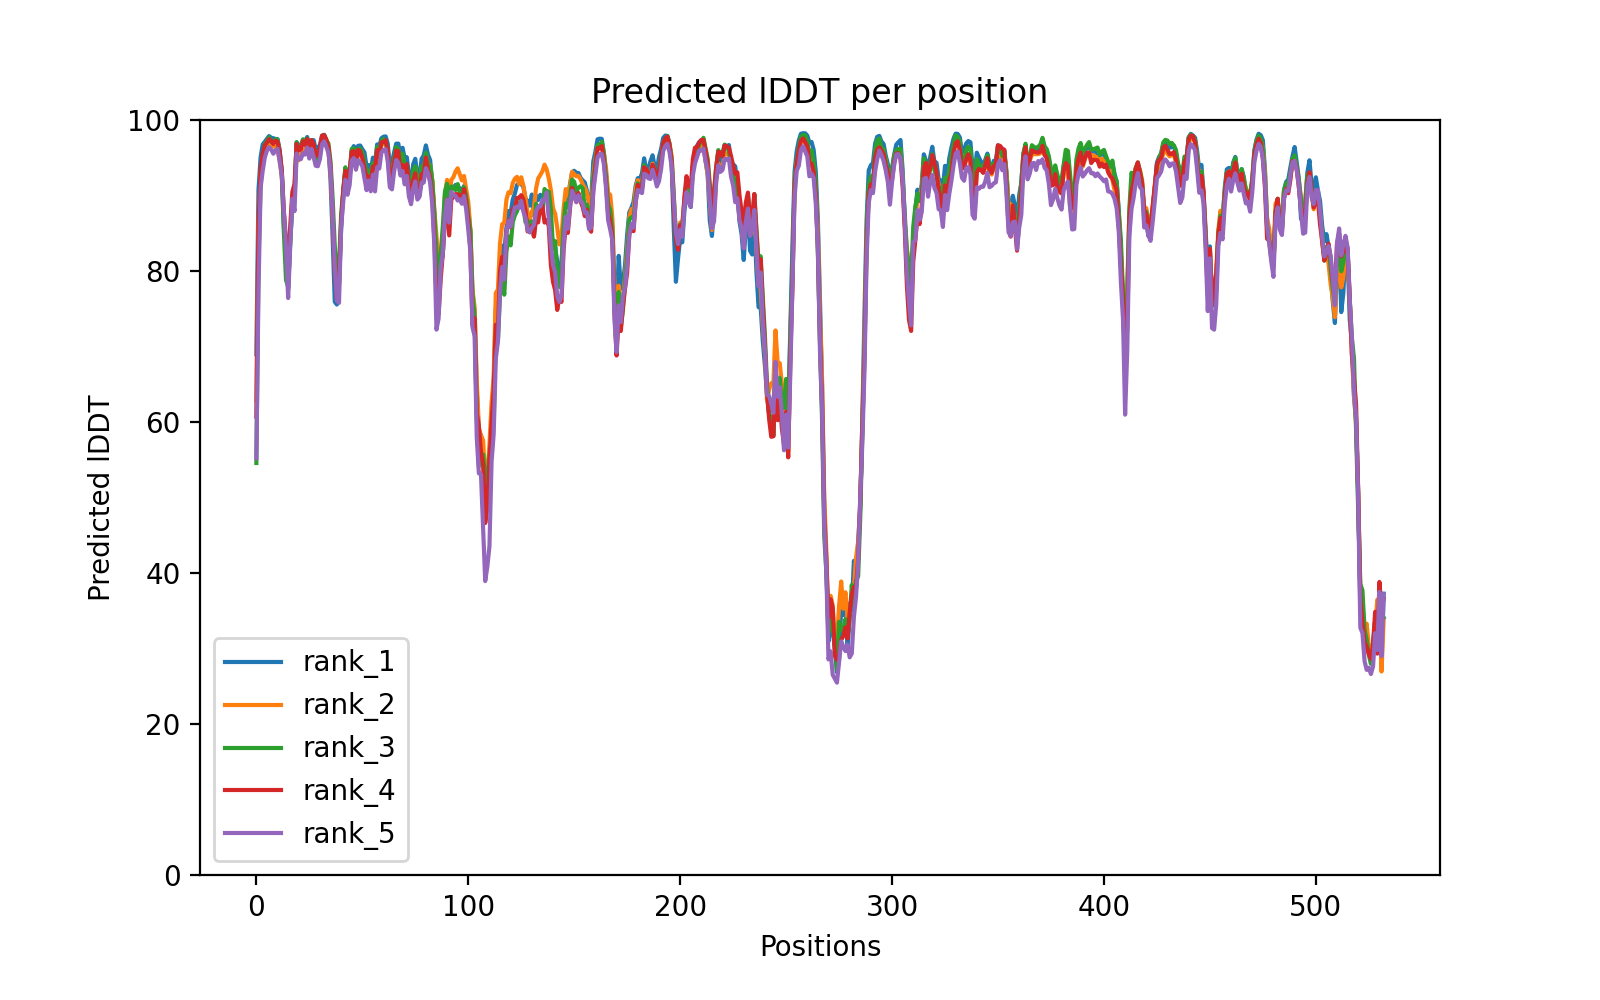 Predicted lDDT per position
100
80
60
40
20
0
Predicted lDDT
rank_1
rank_2
rank_3
rank_4
rank_5
0 100 200 300 400 500
Positions